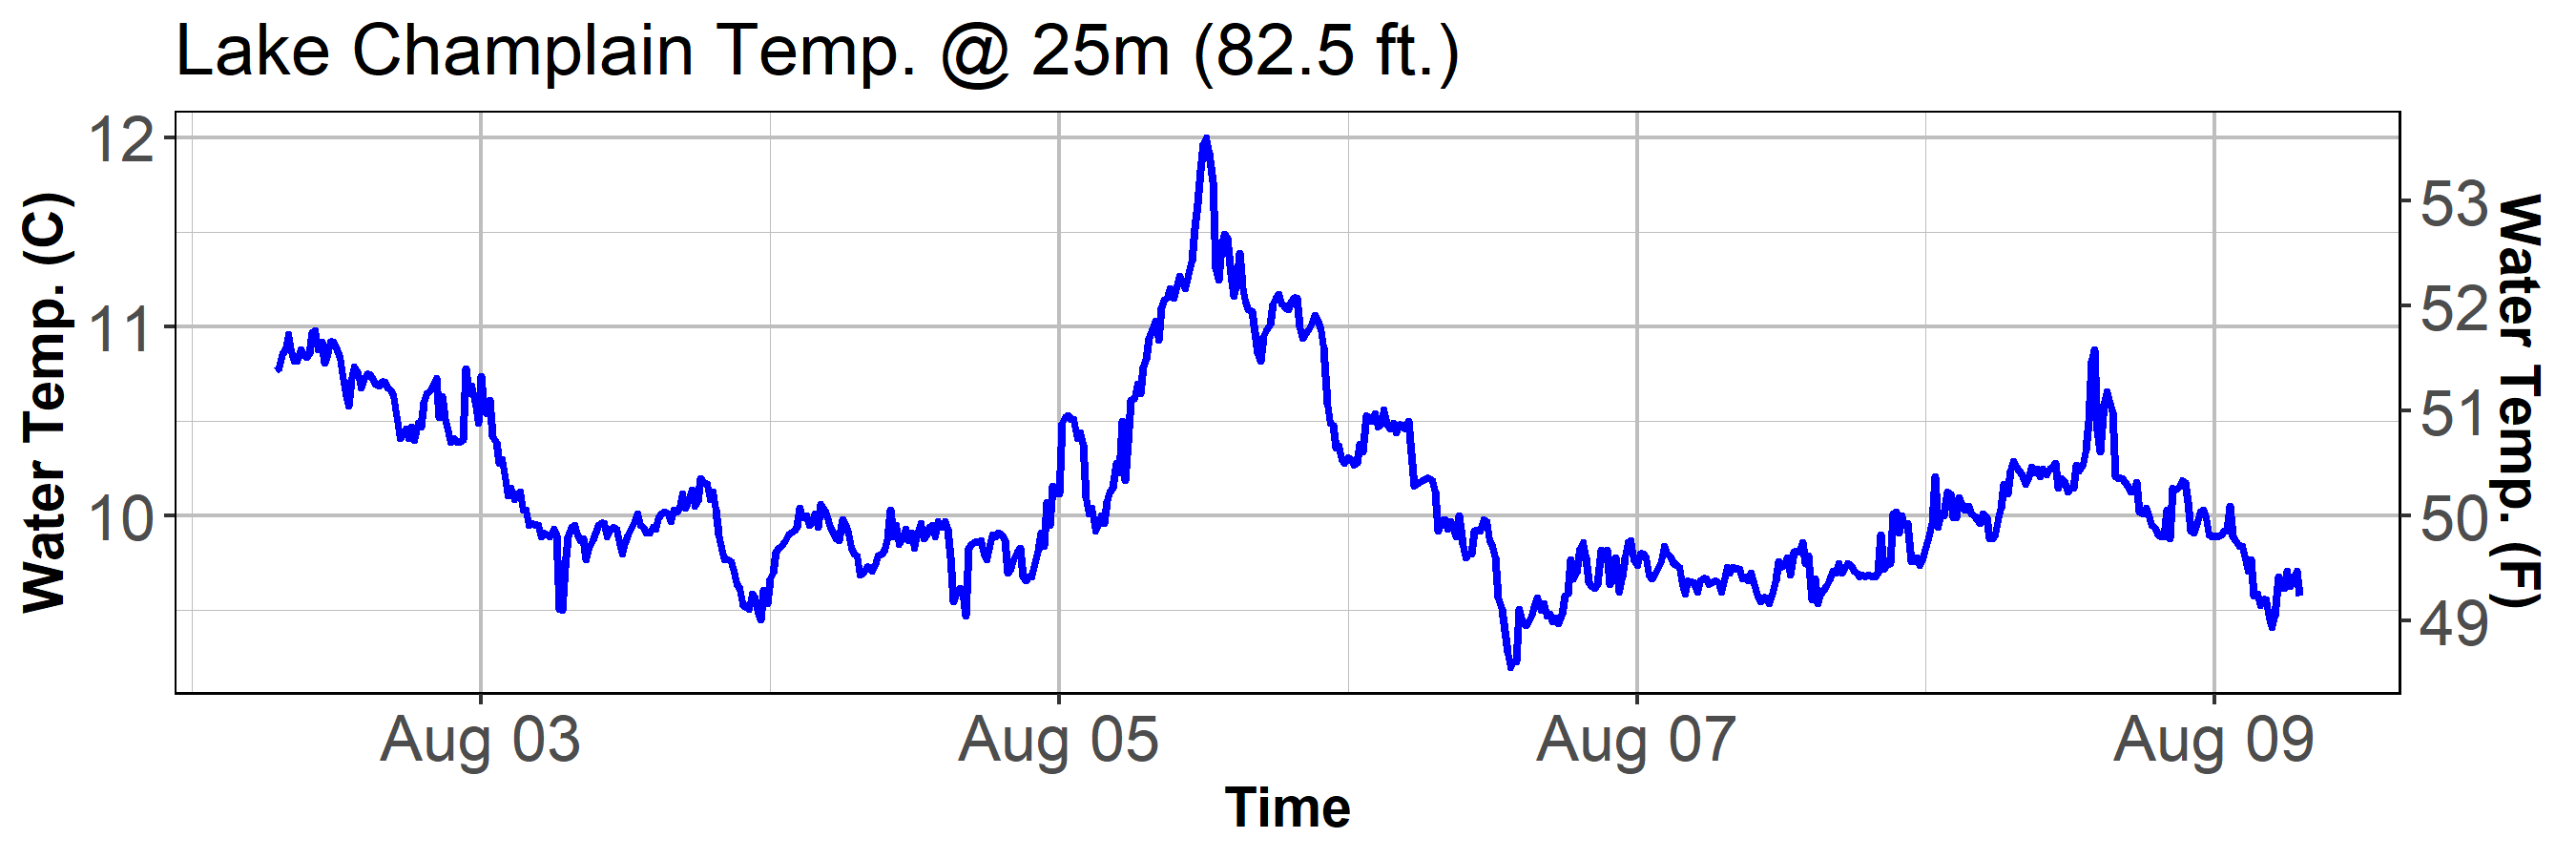 Lake Champlain Temp. @ 25m (82.5 ft.)
Water Temp. (C)
12
11
10
53
52
51
50
49
Water Temp. (F)
Aug 03 Aug 05 Aug 07 Aug 09
Time